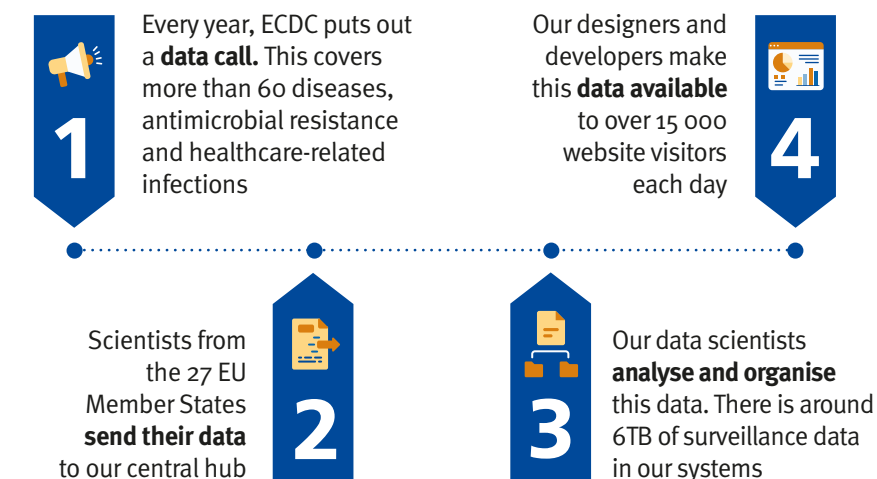 1
Every year, ECDC puts out
a data call. This covers
more than 60 diseases,
antimicrobial resistance
and healthcare-related
infections
2
Scientists from
the 27 EU
Member States
send their data
to our central hub
3
Our data scientists
analyse and organise
this data. There is around
6TB of surveillance data
in our systems
4
Our designers and
developers make
this data available
to over 15 000
website visitors
each day